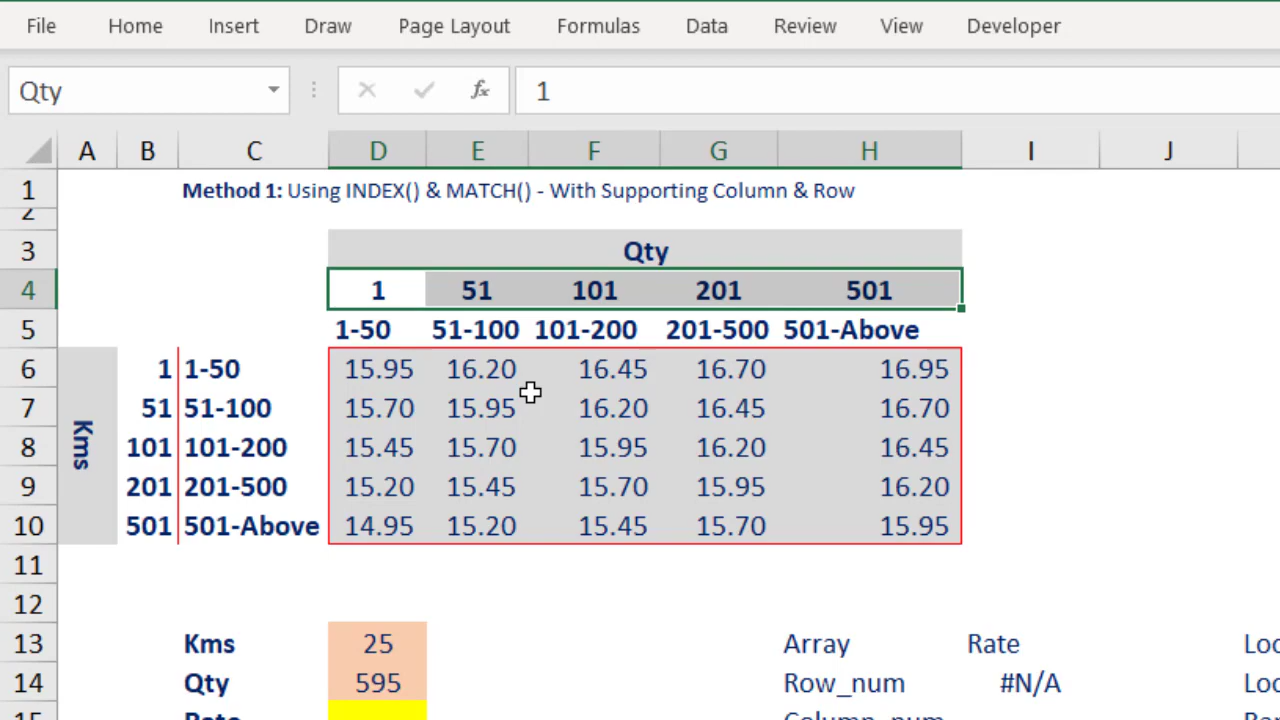 File Home Insert Draw Page Layout Formulas Data Review View Developer
Qty fx 1
A B C D E F G H I J
1 Method 1: Using INDEX() & MATCH() - With Supporting Column & Row
2
3 Qty
4 1 51 101 201 501
5 1-50 51-100 101-200 201-500 501-Above
6 1 1-50 15.95 16.20 16.45 16.70 16.95
7 51 51-100 15.70 15.95 16.20 16.45 16.70
Kms
8 101 101-200 15.45 15.70 15.95 16.20 16.45
9 201 201-500 15.20 15.45 15.70 15.95 16.20
10 501 501-Above 14.95 15.20 15.45 15.70 15.95
11
12
13 Kms 25 Array Rate
14 Qty 595 Row_num #N/A
15 Rate Column_num